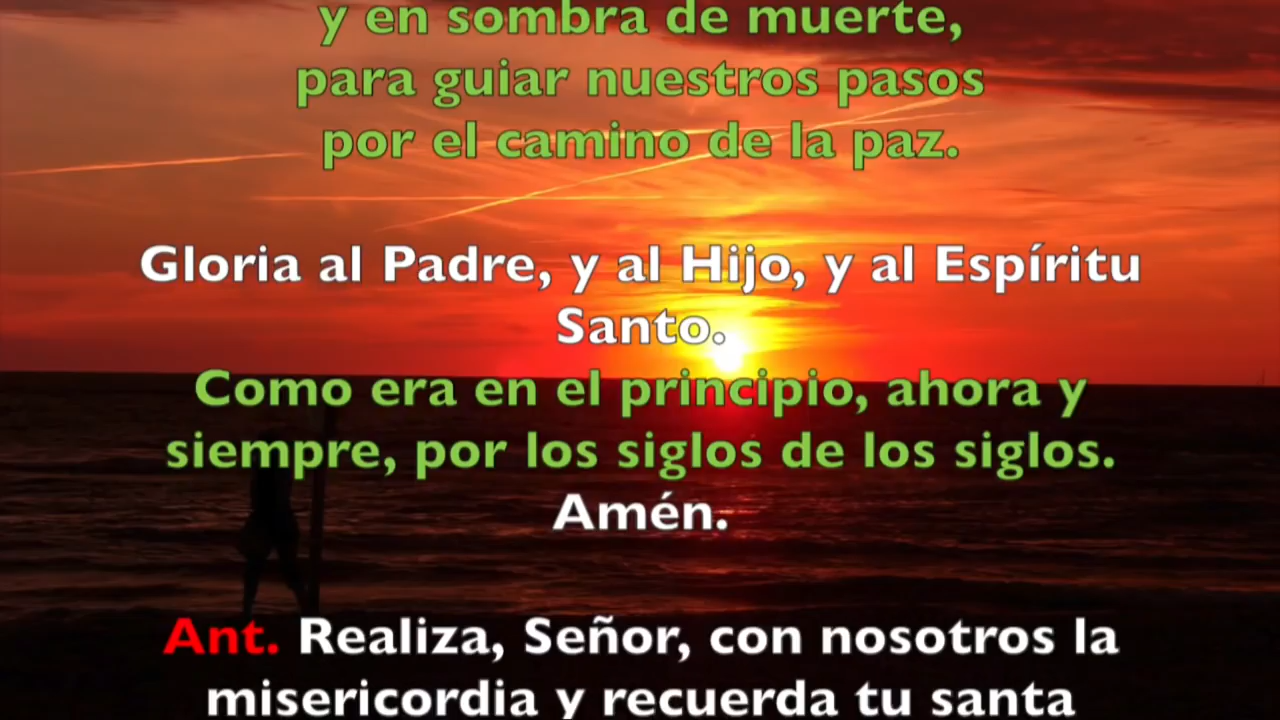 y en sombra de muerte,
para guiar nuestros pasos
por el camino de la paz.
Gloria al Padre, y al Hijo, y al Espíritu
Santo.
Como era en el principio, ahora y
siempre, por los siglos de los siglos.
Amén.
Ant. Realiza, Señor, con nosotros la
misericordia y recuerda tu santa